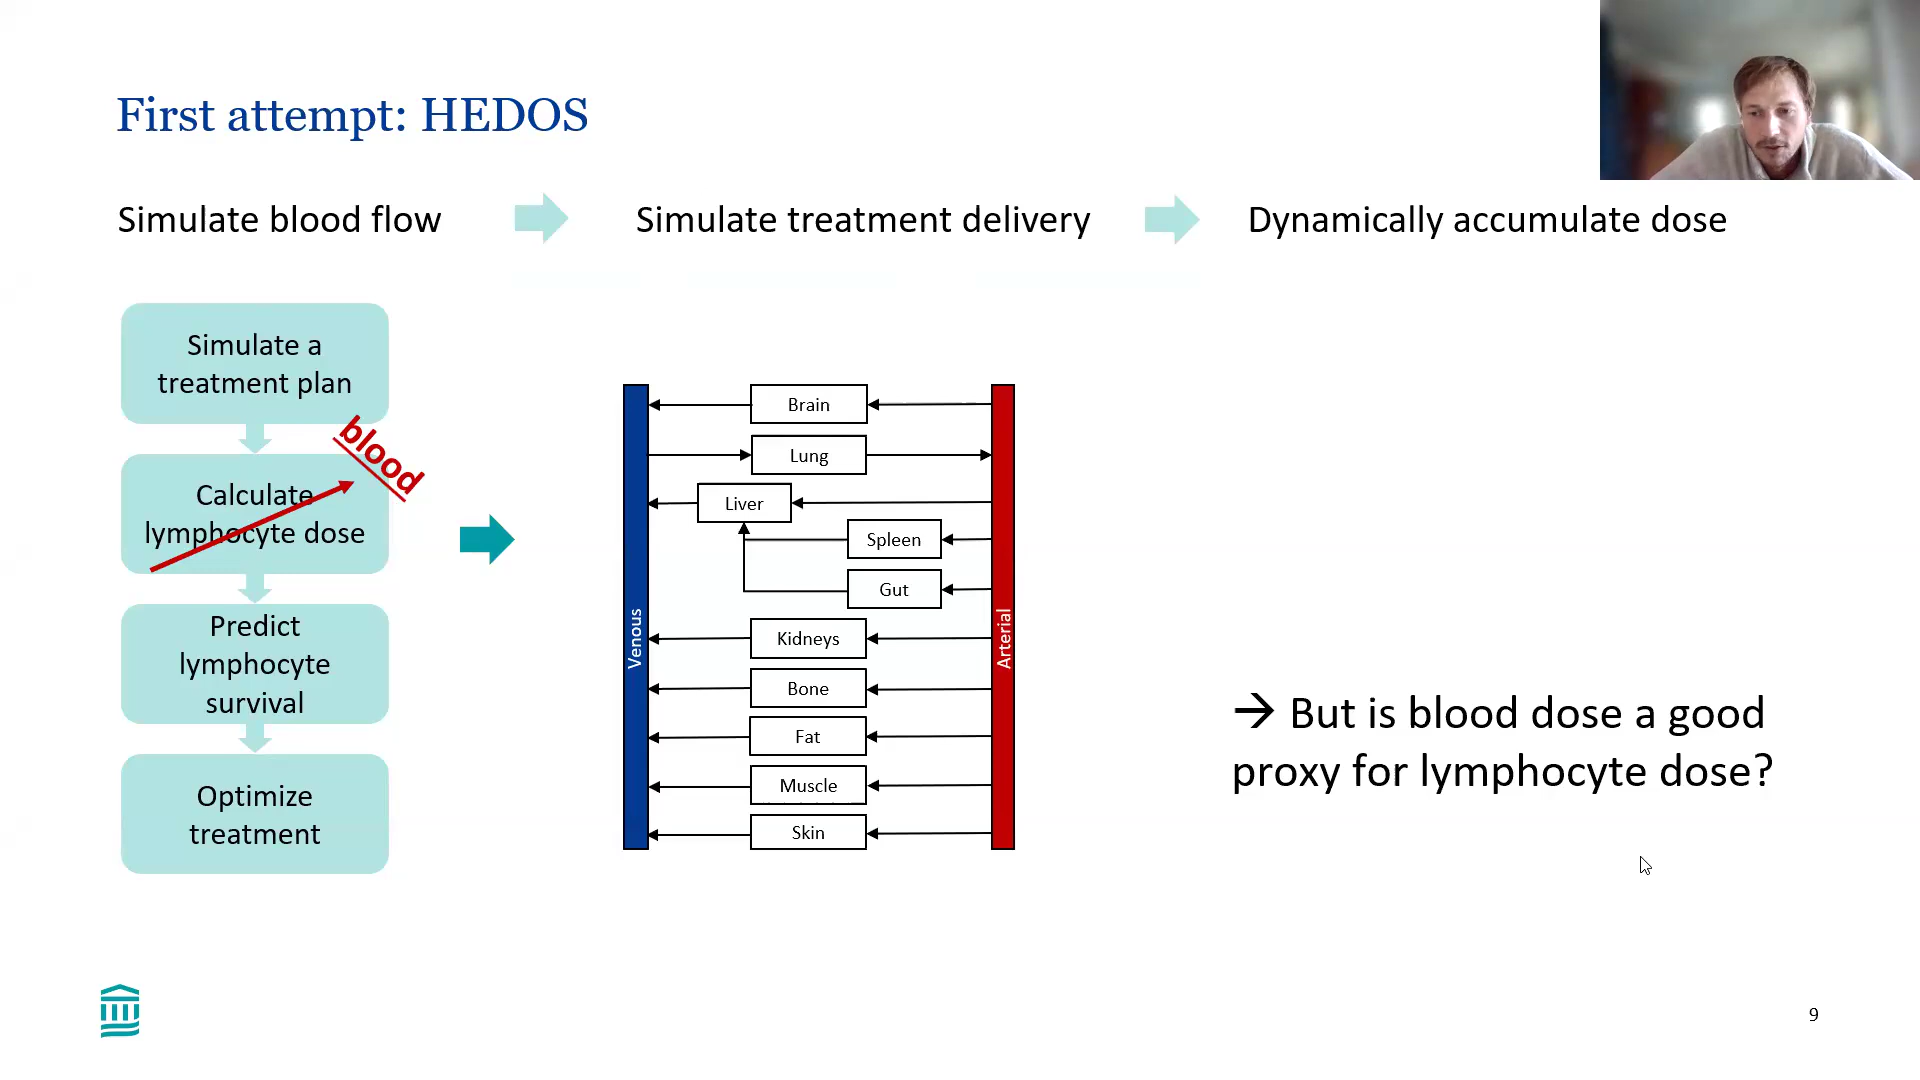 First attempt: HEDOS
Simulate blood flow
Simulate treatment delivery
Dynamically accumulate dose
Simulate a
treatment plan
blood
Calculate
lymphocyte dose
Predict
lymphocyte
survival
Optimize
treatment
Venous
Brain
Lung
Liver
Spleen
Gut
Kidneys
Bone
Fat
Muscle
Skin
Arterial
→ But is blood dose a good
proxy for lymphocyte dose?
9